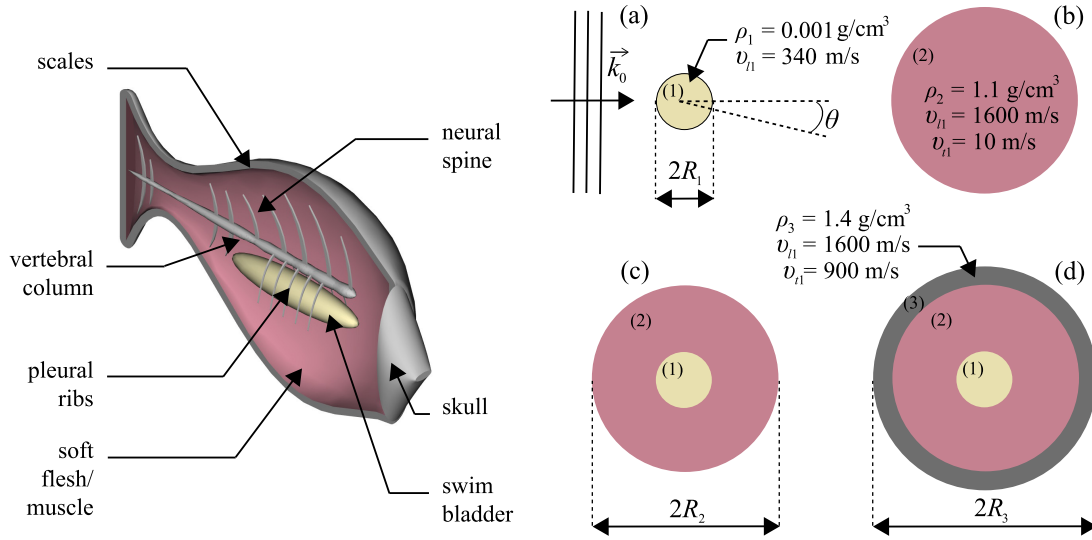 scales
neural
spine
vertebral
column
pleural
ribs
soft
flesh/
muscle
skull
swim
bladder
(a)
k⃗₀
ρ₁ = 0.001 g/cm³
υₗ₁ = 340 m/s
(1)
θ
2R₁
(b)
(2)
ρ₂ = 1.1 g/cm³
υₗ₁ = 1600 m/s
υₜ₁ = 10 m/s
(c)
(2)
(1)
2R₂
ρ₃ = 1.4 g/cm³
υₗ₁ = 1600 m/s
υₜ₁ = 900 m/s
(d)
(3)
(2)
(1)
2R₃